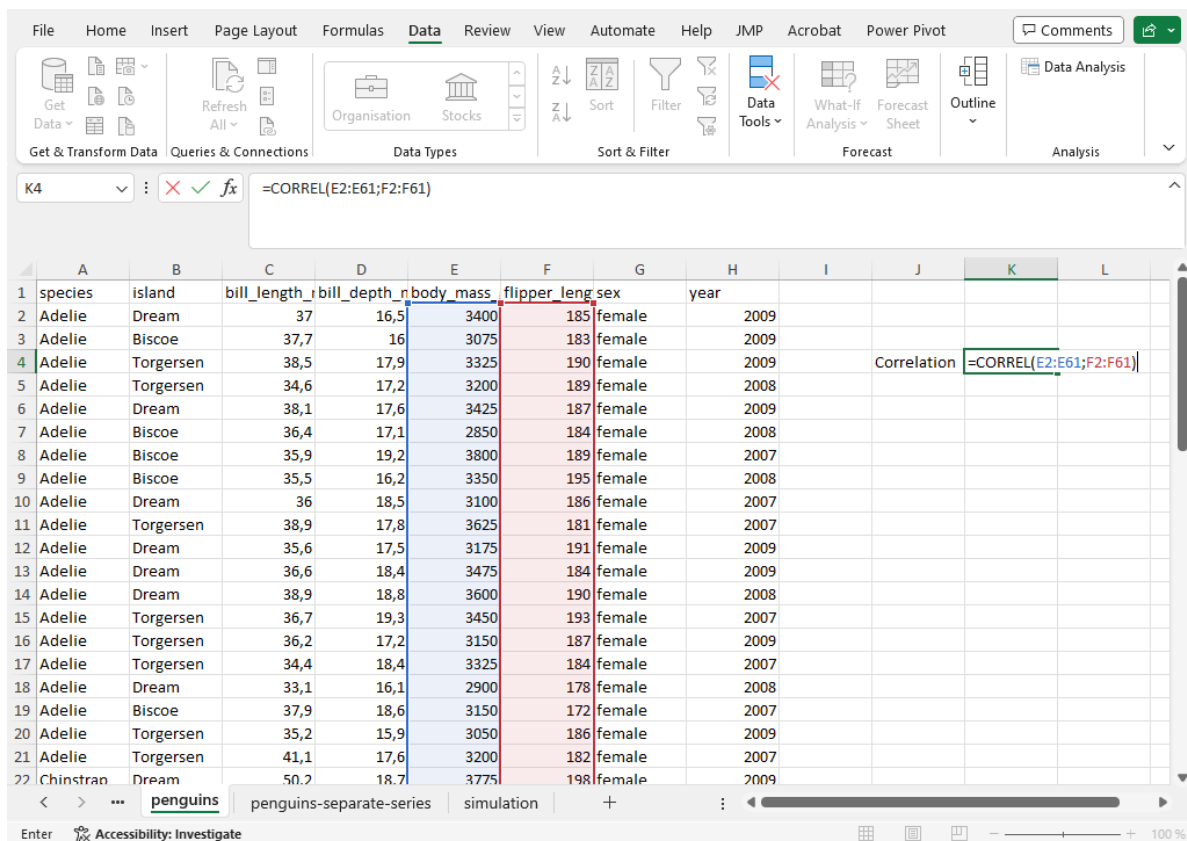 File Home Insert Page Layout Formulas Data Review View Automate Help JMP Acrobat Power Pivot Comments
Get Data Refresh All Organisation Stocks A Z Z A Z A A Z Sort Filter Data Tools What-If Analysis Forecast Sheet Outline Data Analysis
Get & Transform Data Queries & Connections Data Types Sort & Filter Forecast Analysis
K4 fx =CORREL(E2:E61;F2:F61)
A B C D E F G H I J K L
1 species island bill_length_ bill_depth_ body_mass_ flipper_leng sex year
2 Adelie Dream 37 16,5 3400 185 female 2009
3 Adelie Biscoe 37,7 16 3075 183 female 2009
4 Adelie Torgersen 38,5 17,9 3325 190 female 2009 Correlation =CORREL(E2:E61;F2:F61)
5 Adelie Torgersen 34,6 17,2 3200 189 female 2008
6 Adelie Dream 38,1 17,6 3425 187 female 2009
7 Adelie Biscoe 36,4 17,1 2850 184 female 2008
8 Adelie Biscoe 35,9 19,2 3800 189 female 2007
9 Adelie Biscoe 35,5 16,2 3350 195 female 2008
10 Adelie Dream 36 18,5 3100 186 female 2007
11 Adelie Torgersen 38,9 17,8 3625 181 female 2007
12 Adelie Dream 35,6 17,5 3175 191 female 2009
13 Adelie Dream 36,6 18,4 3475 184 female 2009
14 Adelie Dream 38,9 18,8 3600 190 female 2008
15 Adelie Torgersen 36,7 19,3 3450 193 female 2007
16 Adelie Torgersen 36,2 17,2 3150 187 female 2009
17 Adelie Torgersen 34,4 18,4 3325 184 female 2007
18 Adelie Dream 33,1 16,1 2900 178 female 2008
19 Adelie Biscoe 37,9 18,6 3150 172 female 2007
20 Adelie Torgersen 35,2 15,9 3050 186 female 2009
21 Adelie Torgersen 41,1 17,6 3200 182 female 2007
22 Chinstrap Dream 50,2 18,7 3775 198 female 2009
penguins penguins-separate-series simulation
Enter Accessibility: Investigate 100 %